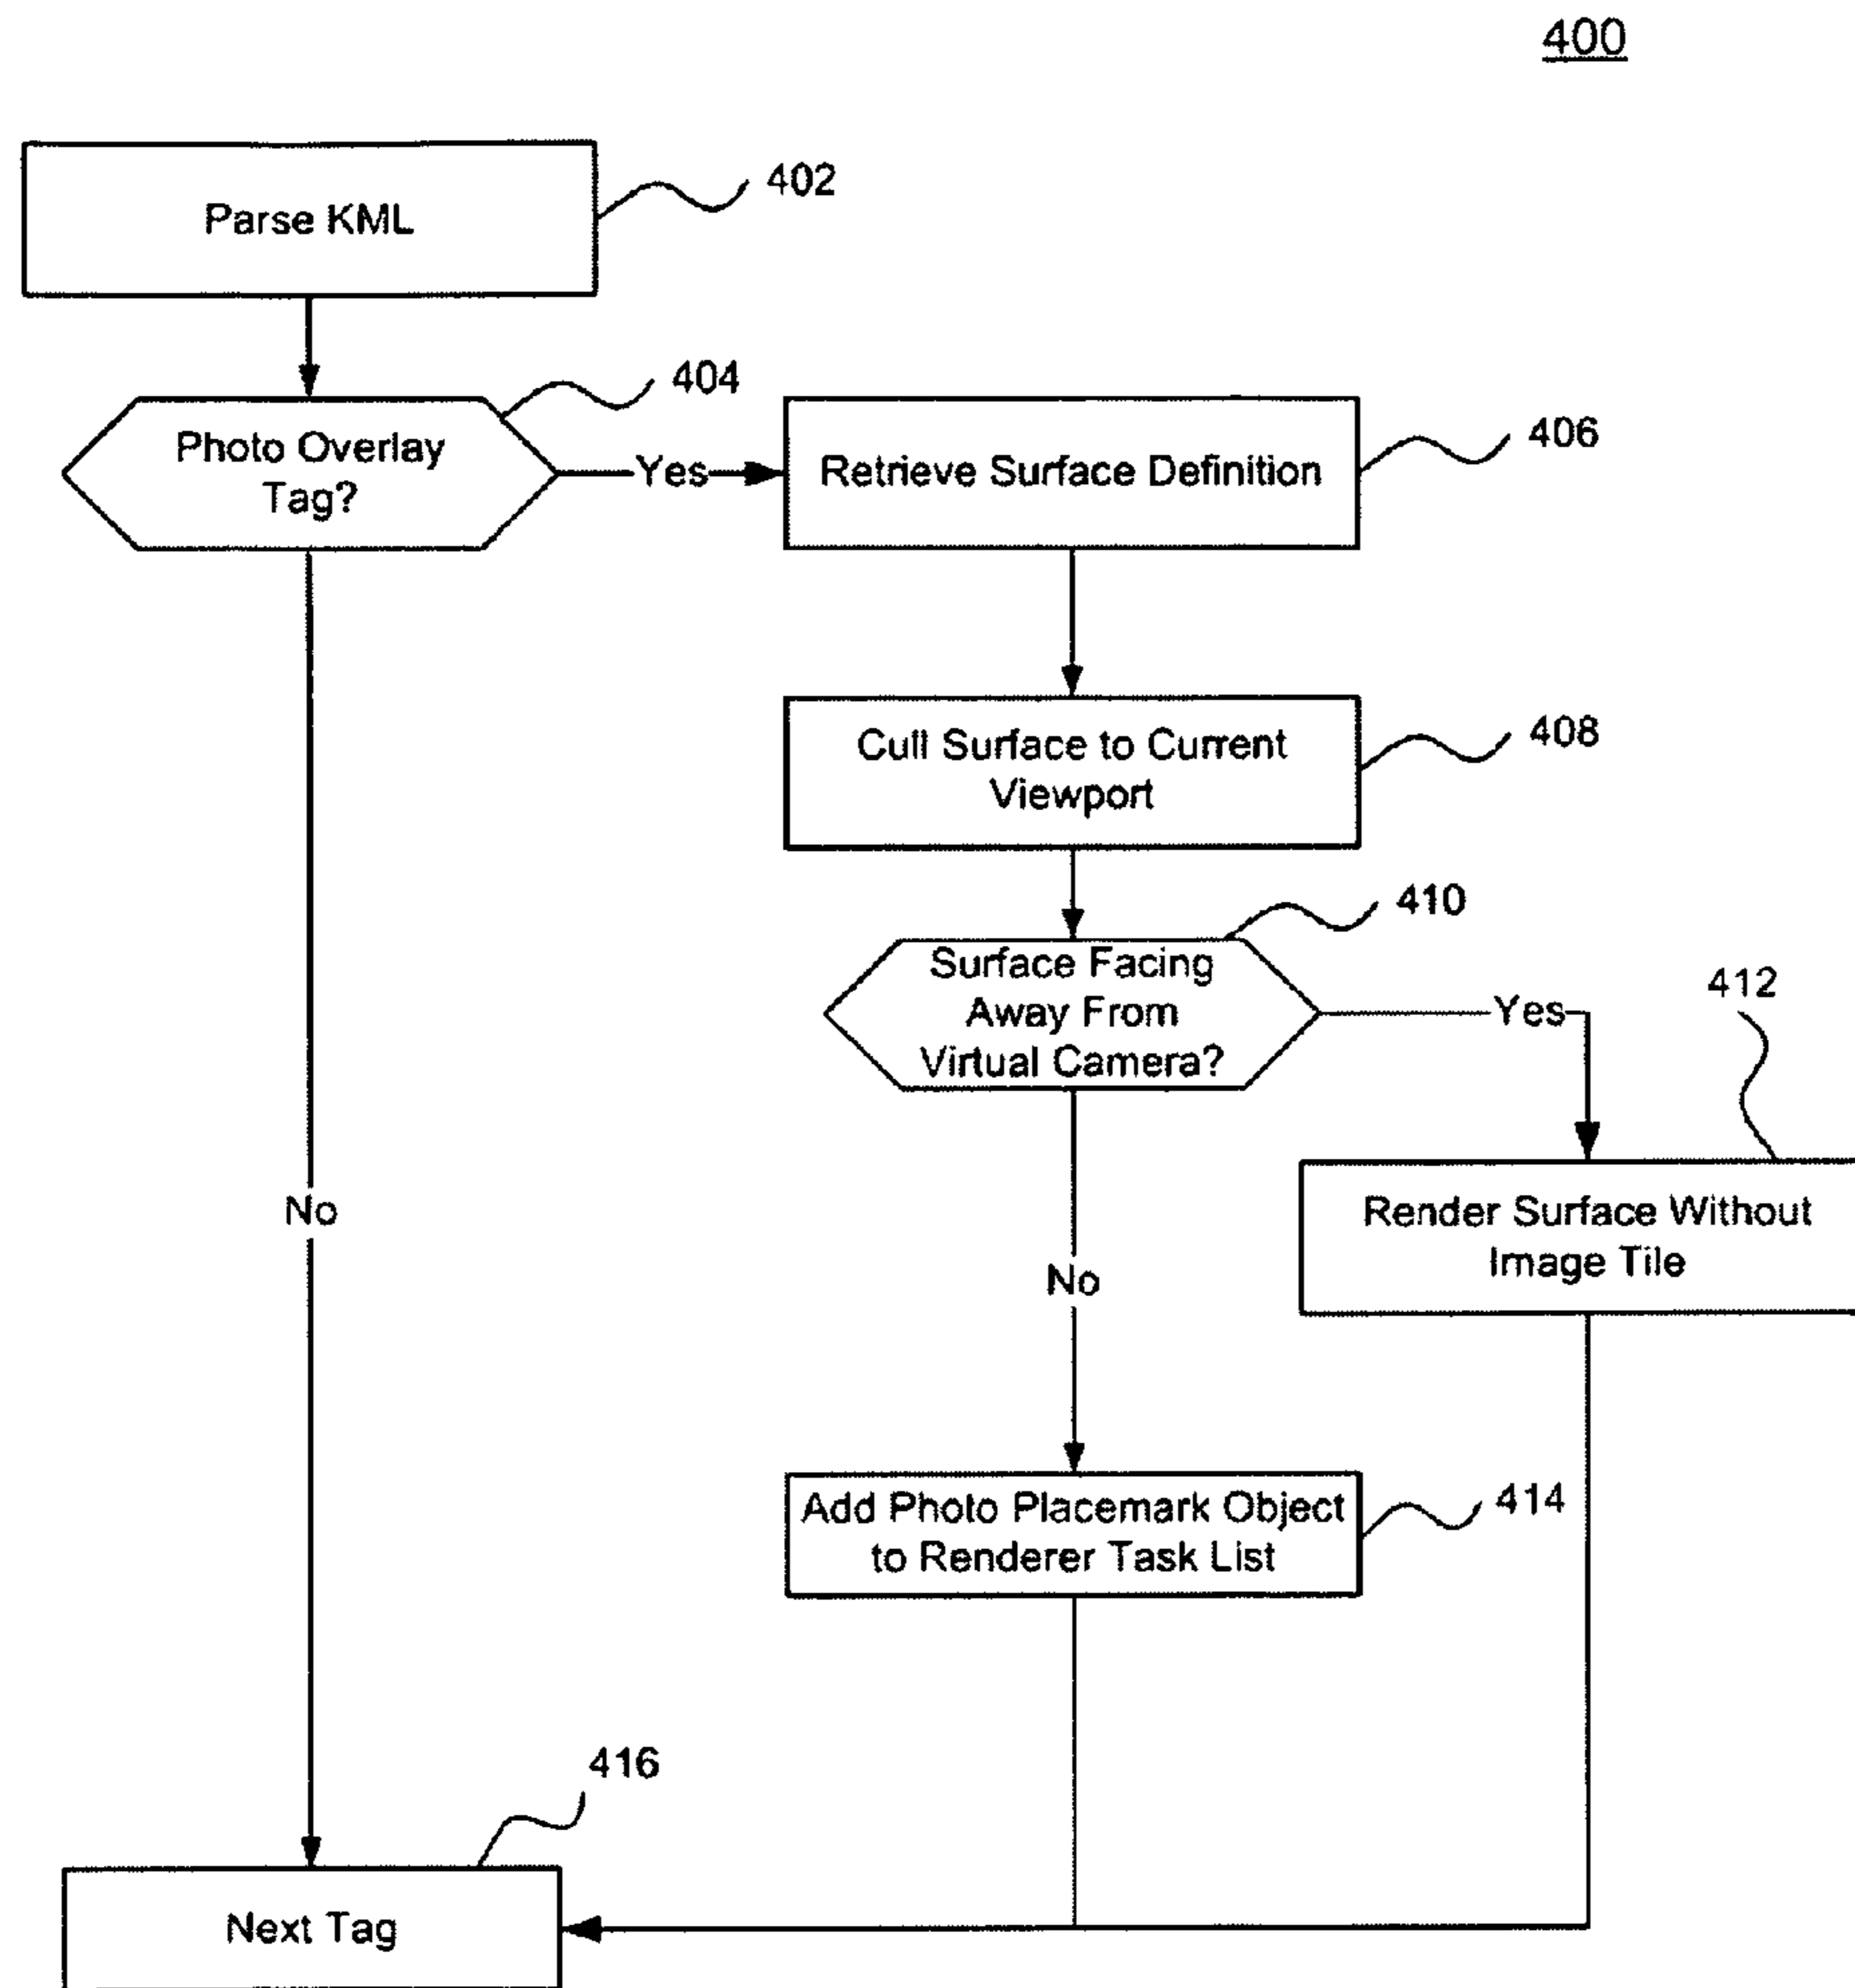 400
Parse KML
402
Photo Overlay
Tag?
404
Yes
Retrieve Surface Definition
406
Cull Surface to Current
Viewport
408
Surface Facing
Away From
Virtual Camera?
410
Yes
412
Render Surface Without
Image Tile
No
No
Add Photo Placemark Object
to Renderer Task List
414
416
Next Tag